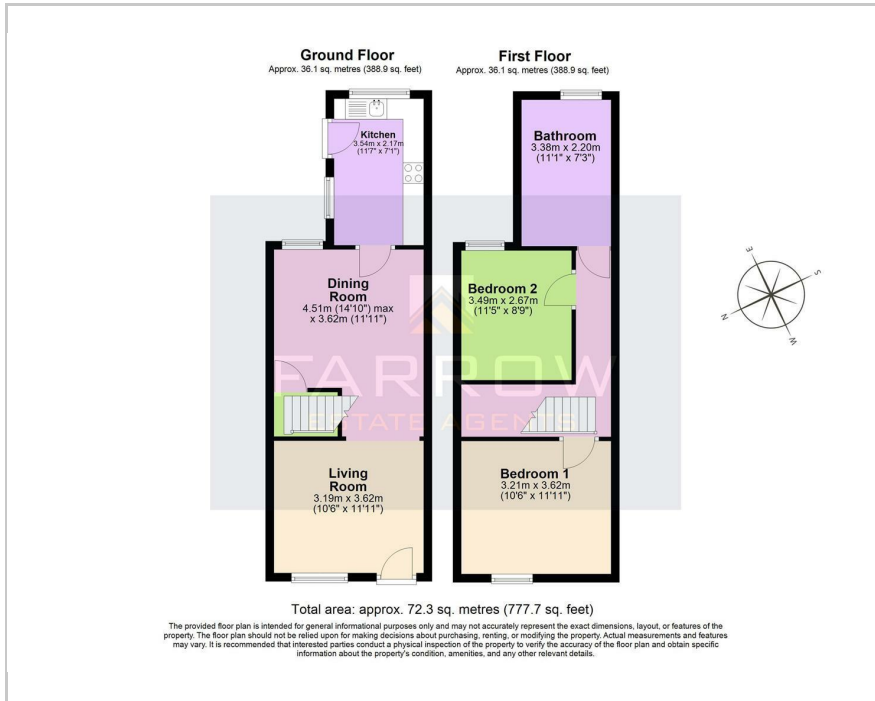 Ground Floor
Approx. 36.1 sq. metres (388.9 sq. feet)
Kitchen
3.54m x 2.17m
(11'7" x 7'1")
Dining
Room
4.51m (14'10") max
x 3.62m (11'11")
Living
Room
3.19m x 3.62m
(10'6" x 11'11")
First Floor
Approx. 36.1 sq. metres (388.9 sq. feet)
Bathroom
3.38m x 2.20m
(11'1" x 7'3")
Bedroom 2
3.49m x 2.67m
(11'5" x 8'9")
Bedroom 1
3.21m x 3.62m
(10'6" x 11'11")
E
S
N
W
FARROW
ESTATE AGENTS
Total area: approx. 72.3 sq. metres (777.7 sq. feet)
The provided floor plan is intended for general informational purposes only and may not accurately represent the exact dimensions, layout, or features of the
property. The floor plan should not be relied upon for making decisions about purchasing, renting, or modifying the property. Actual measurements and features
may vary. It is recommended that interested parties conduct a physical inspection of the property to verify the accuracy of the floor plan and obtain specific
information about the property's condition, amenities, and any other relevant details.